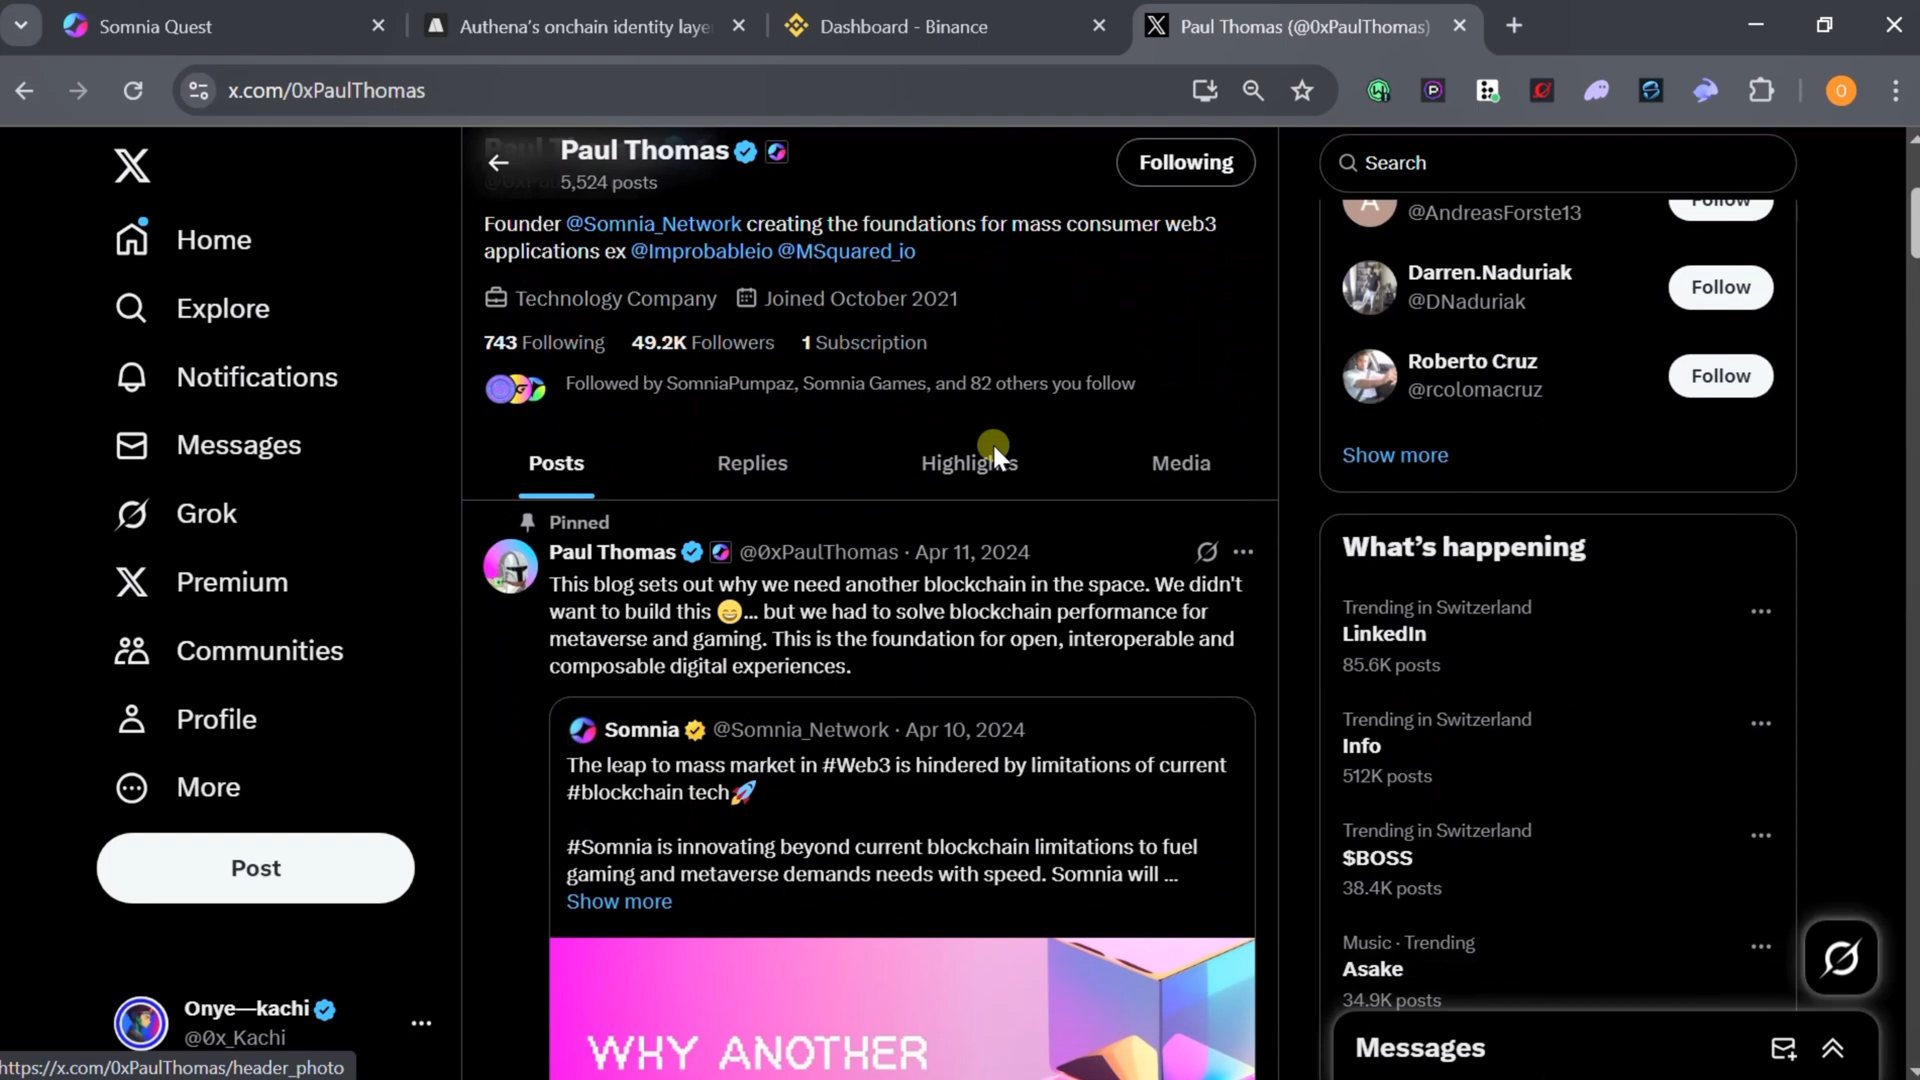 Somnia Quest
Authena's onchain identity laye
Dashboard - Binance
Paul Thomas (@0xPaulThomas)
x.com/0xPaulThomas
O
Paul Thomas
5,524 posts
Following
Search
Founder @Somnia_Network creating the foundations for mass consumer web3
applications ex @Improbableio @MSquared_io
Technology Company Joined October 2021
743 Following 49.2K Followers 1 Subscription
Followed by SomniaPumpaz, Somnia Games, and 82 others you follow
Posts Replies Highlights Media
Pinned
Paul Thomas @0xPaulThomas · Apr 11, 2024
This blog sets out why we need another blockchain in the space. We didn't
want to build this 😄... but we had to solve blockchain performance for
metaverse and gaming. This is the foundation for open, interoperable and
composable digital experiences.
Somnia @Somnia_Network · Apr 10, 2024
The leap to mass market in #Web3 is hindered by limitations of current
#blockchain tech🚀
#Somnia is innovating beyond current blockchain limitations to fuel
gaming and metaverse demands needs with speed. Somnia will ...
Show more
WHY ANOTHER
Home
Explore
Notifications
Messages
Grok
Premium
Communities
Profile
More
Post
Onye—kachi
@0x_Kachi
https://x.com/0xPaulThomas/header_photo
@AndreasForste13
Follow
Darren.Naduriak
@DNaduriak
Follow
Roberto Cruz
@rcolomacruz
Follow
Show more
What's happening
Trending in Switzerland
LinkedIn
85.6K posts
Trending in Switzerland
Info
512K posts
Trending in Switzerland
$BOSS
38.4K posts
Music · Trending
Asake
34.9K posts
Messages